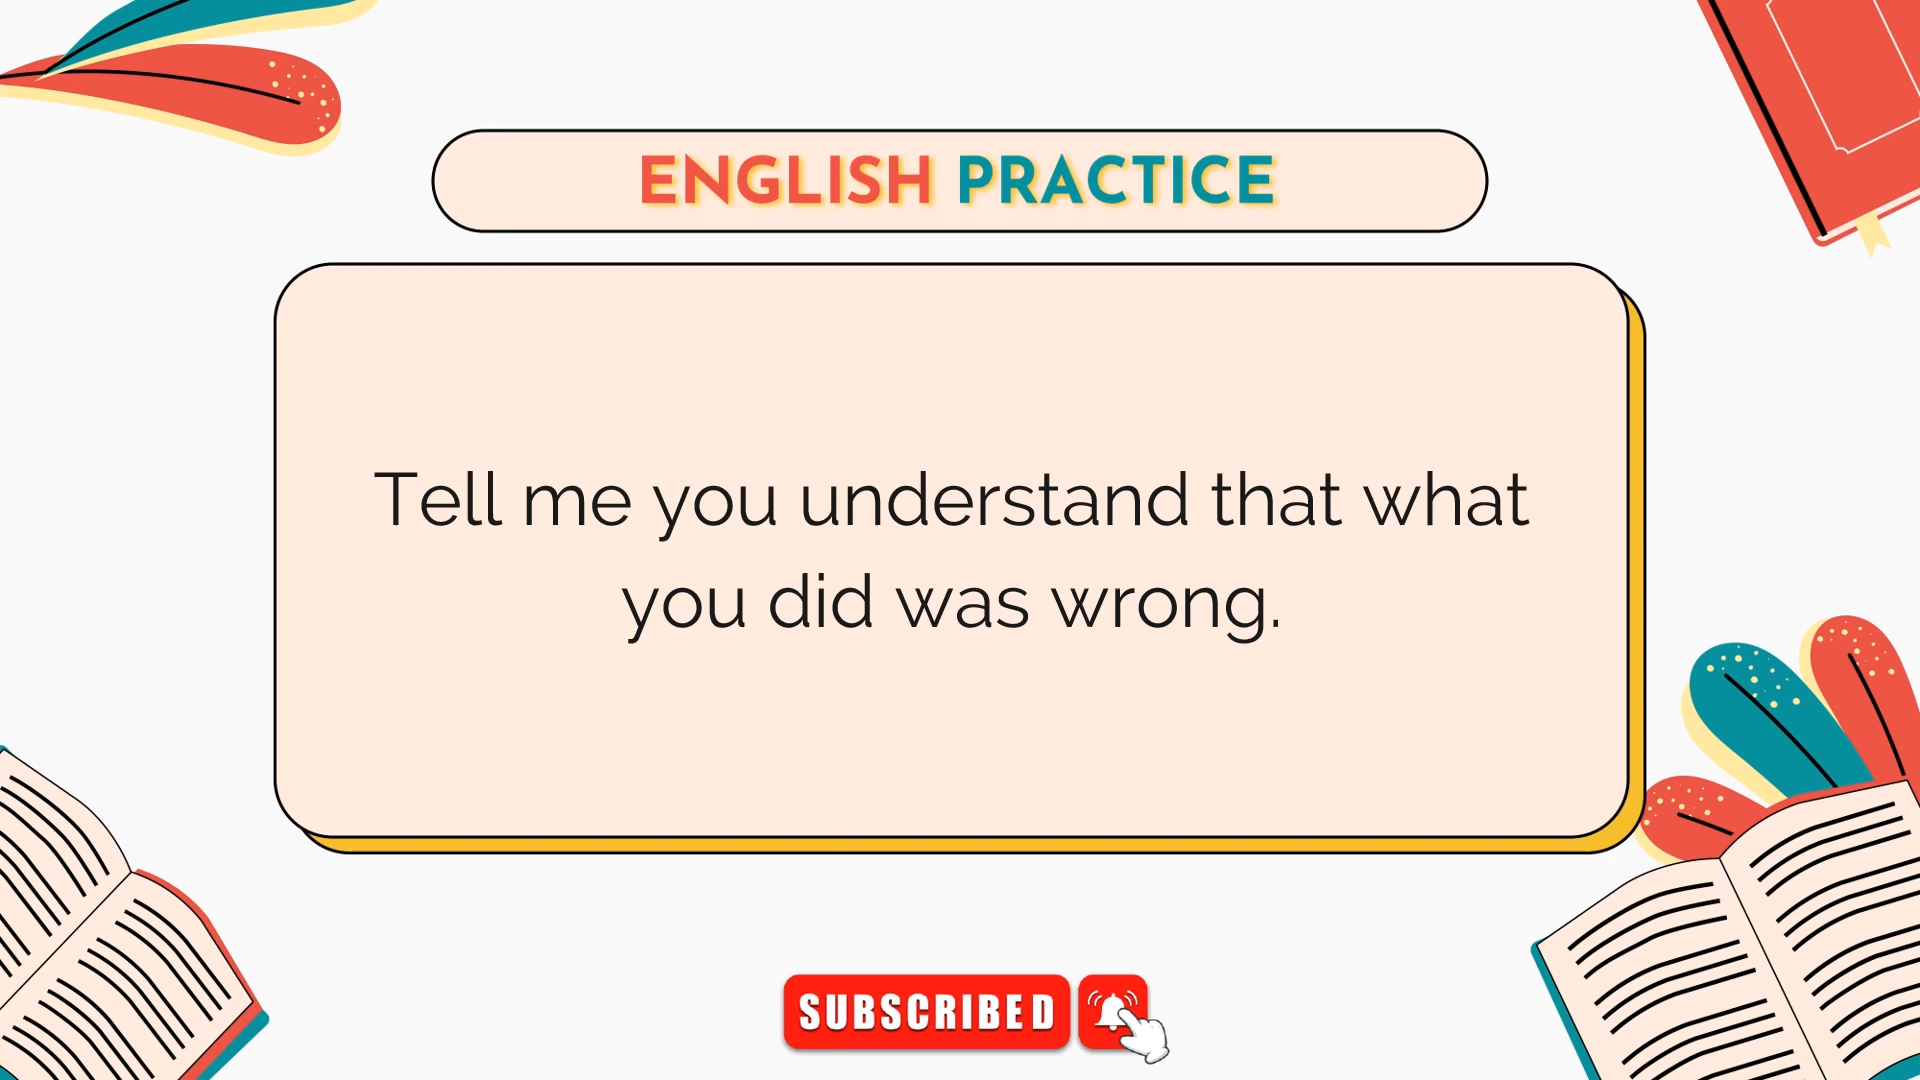 ENGLISH PRACTICE
Tell me you understand that what
you did was wrong.
SUBSCRIBED